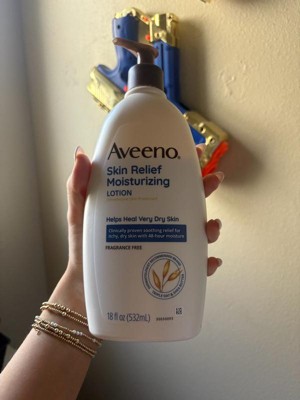 Aveeno®
Skin Relief
Moisturizing
LOTION
Helps Heal Very Dry Skin
Clinically proven soothing relief for
itchy, dry skin with 48 hour moisture
FRAGRANCE FREE
18 fl oz (532mL)